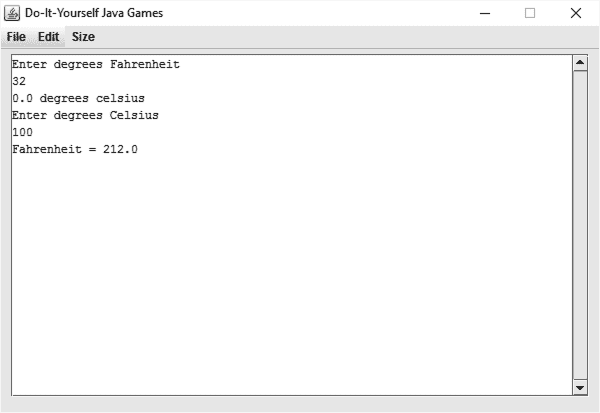 Do-It-Yourself Java Games
File Edit Size
Enter degrees Fahrenheit
32
0.0 degrees celsius
Enter degrees Celsius
100
Fahrenheit = 212.0